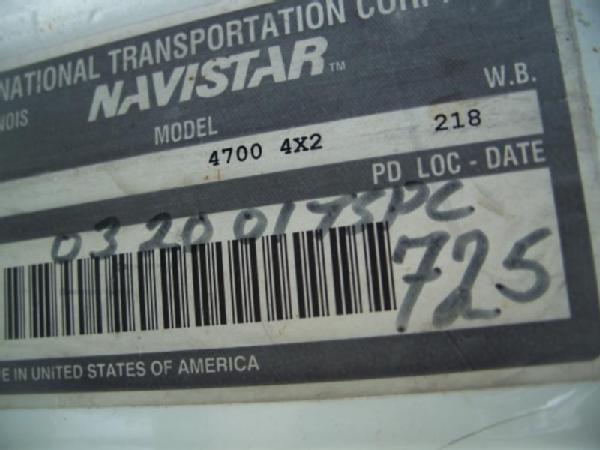 NATIONAL TRANSPORTATION CORP
NOIS NAVISTAR™
MODEL W.B.
4700 4X2 218
PD LOC - DATE
03200175PC
725
E IN UNITED STATES OF AMERICA